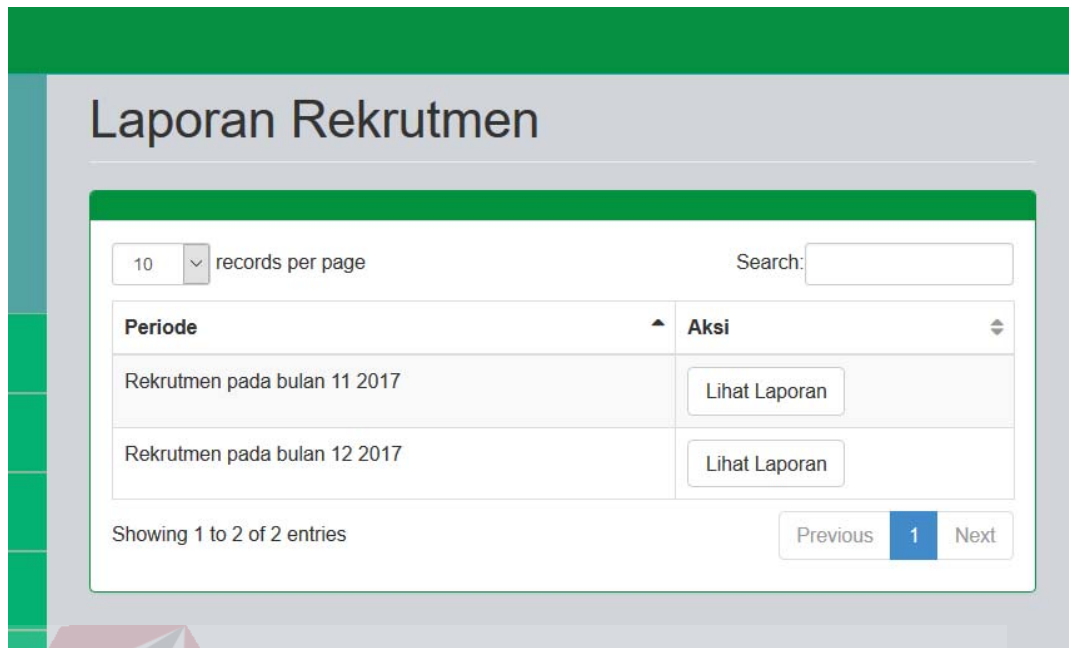 Laporan Rekrutmen
10 records per page Search:
Periode Aksi
Rekrutmen pada bulan 11 2017 Lihat Laporan
Rekrutmen pada bulan 12 2017 Lihat Laporan
Showing 1 to 2 of 2 entries Previous 1 Next